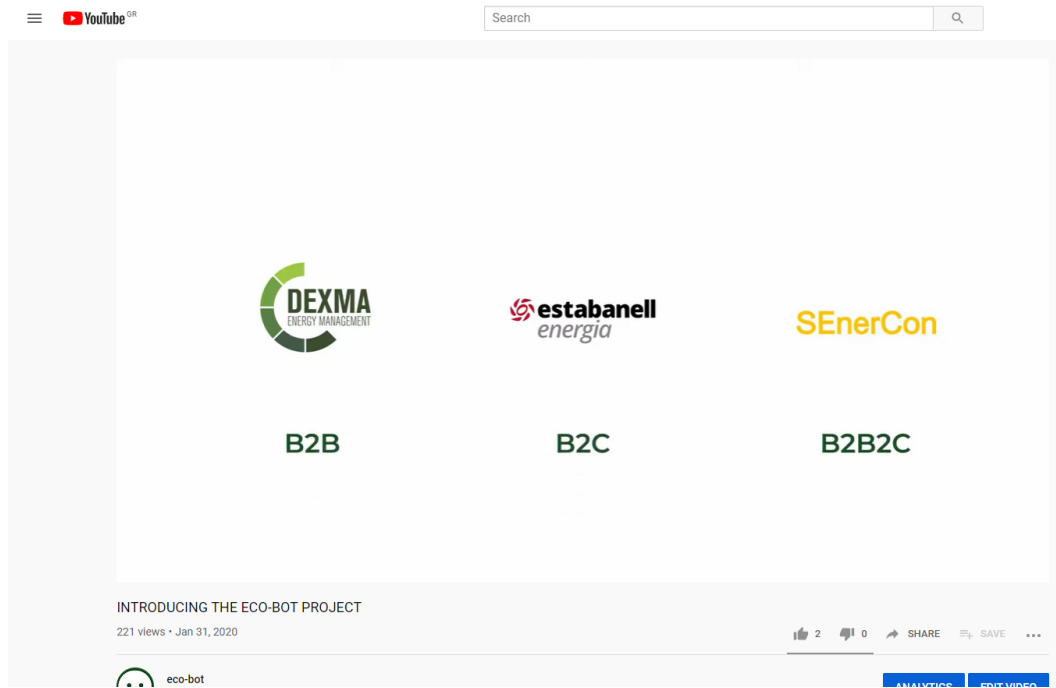 YouTube GR
Search
DEXMA
ENERGY MANAGEMENT
estabanell
energia
SEnerCon
B2B
B2C
B2B2C
INTRODUCING THE ECO-BOT PROJECT
221 views • Jan 31, 2020
2
0
SHARE
SAVE
eco-bot
ANALYTICS
EDIT VIDEO